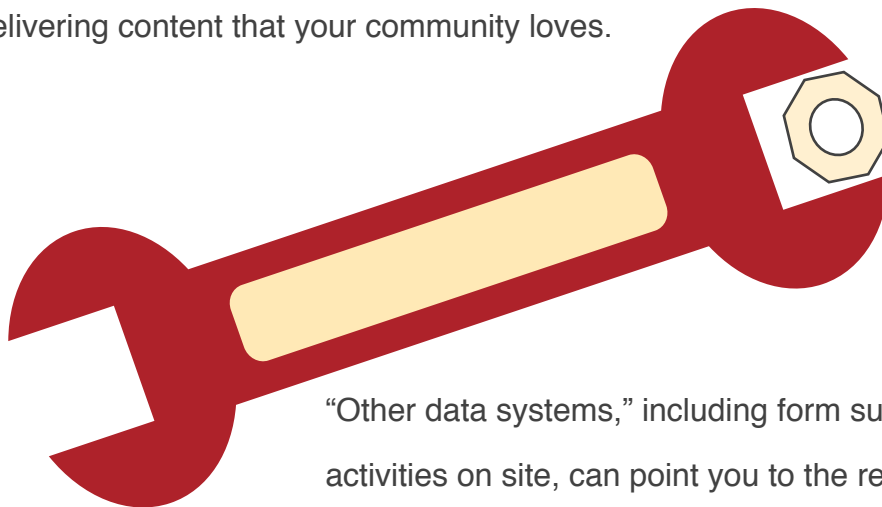 elivering content that your community loves.
“Other data systems,” including form su
activities on site, can point you to the re